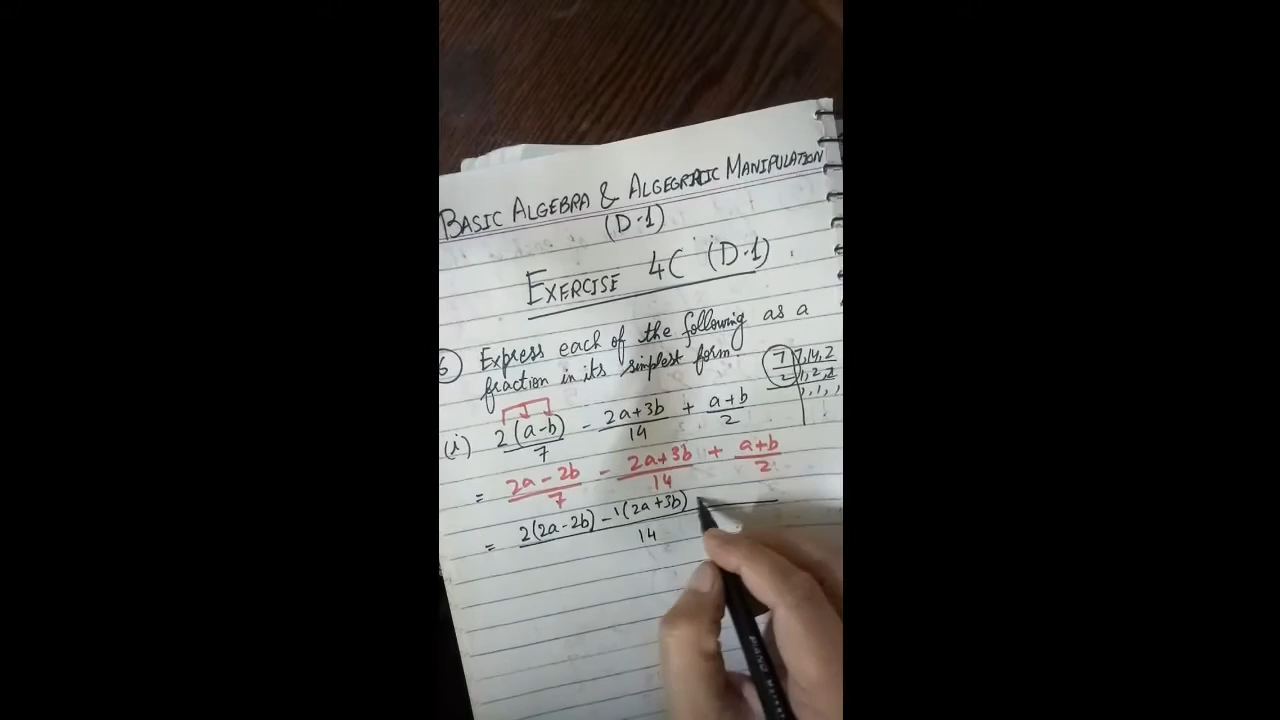 BASIC ALGEBRA & ALGEGRAIC MANIPULATION
(D-1)
EXERCISE 4C (D-1)
6 Express each of the following as a
fraction in its simplest form.
7 | 7, 14, 2
2 | 1, 2, 2
1, 1, 1
(i) 2(a-b)/7 - 2a+3b/14 + a+b/2
= 2a-2b/7 - 2a+3b/14 + a+b/2
= 2(2a-2b) -1(2a+3b)/14
PIANO